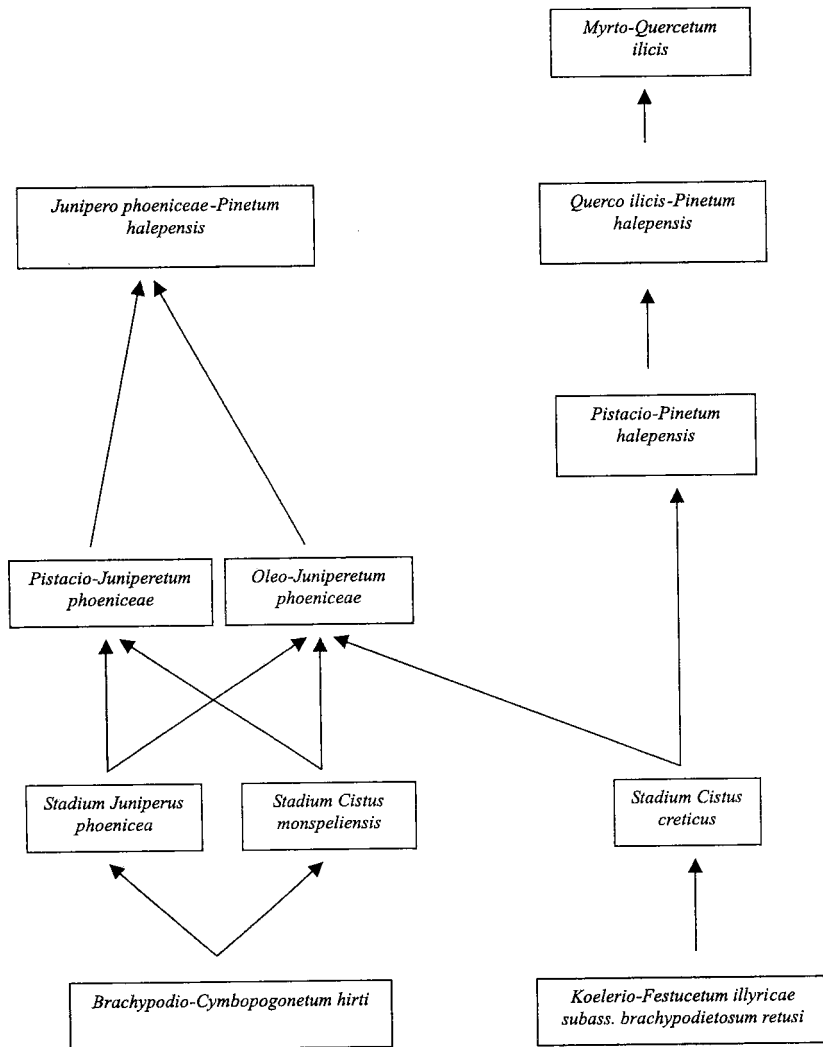 Myrto-Quercetum
ilicis
Junipero phoeniceae-Pinetum
halepensis
Querco ilicis-Pinetum
halepensis
Pistacio-Pinetum
halepensis
Pistacio-Juniperetum
phoeniceae
Oleo-Juniperetum
phoeniceae
Stadium Juniperus
phoenicea
Stadium Cistus
monspeliensis
Stadium Cistus
creticus
Brachypodio-Cymbopogonetum hirti
Koelerio-Festucetum illyricae
subass. brachypodietosum retusi